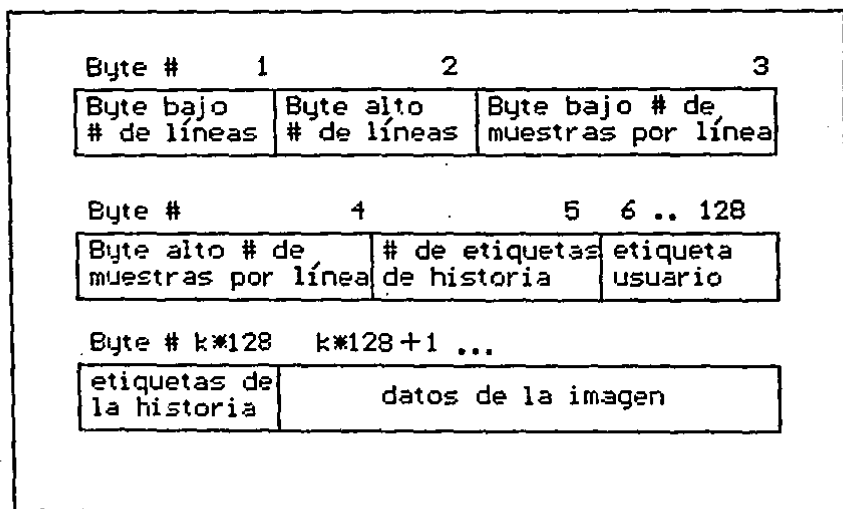 Byte # 1 2 3
Byte bajo Byte alto Byte bajo # de
# de líneas # de líneas muestras por línea
Byte # 4 5 6 .. 128
Byte alto # de # de etiquetas etiqueta
muestras por línea de historia usuario
Byte # k*128 k*128+1 ...
etiquetas de
la historia datos de la imagen